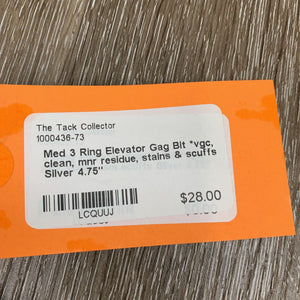 The Tack Collector
1000436-73
Med 3 Ring Elevator Gag Bit *vgc,
clean, mnr residue, stains & scuffs
Silver 4.75"
$28.00
LCQUUJ